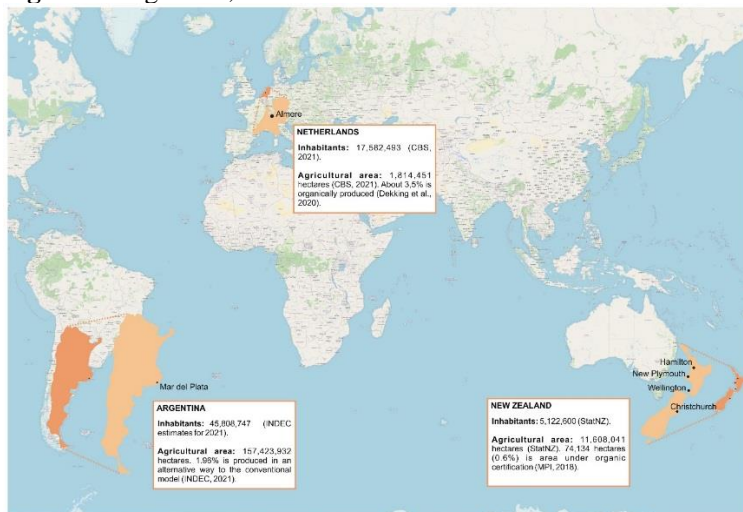 Almere
NETHERLANDS
Inhabitants: 17,582,493 (CBS,
2021).
Agricultural area: 1,814,451
hectares (CBS, 2021). About 3,5% is
organically produced (Dekking et al.,
2020).
Mar del Plata
ARGENTINA
Inhabitants: 45,808,747 (INDEC
estimates for 2021).
Agricultural area: 157,423,932
hectares. 1.96% is produced in an
alternative way to the conventional
model (INDEC, 2021).
Hamilton
New Plymouth
Wellington
Christchurch
NEW ZEALAND
Inhabitants: 5,122,600 (StatNZ).
Agricultural area: 11,608,041
hectares (StatNZ). 74,134 hectares
(0.6%) is area under organic
certification (MPI, 2018).